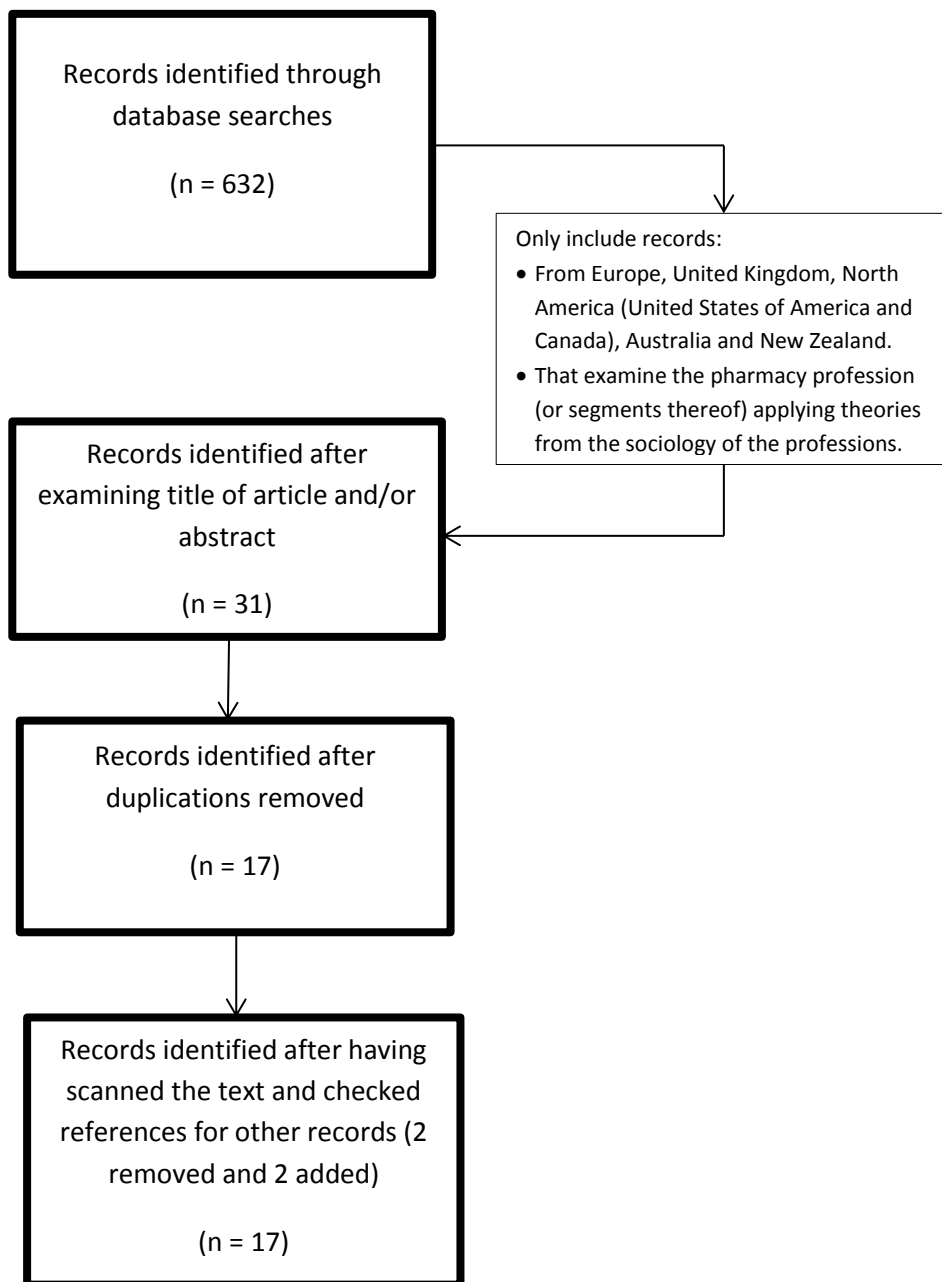 Records identified through
database searches
(n = 632)
Only include records:
• From Europe, United Kingdom, North
America (United States of America and
Canada), Australia and New Zealand.
• That examine the pharmacy profession
(or segments thereof) applying theories
from the sociology of the professions.
Records identified after
examining title of article and/or
abstract
(n = 31)
Records identified after
duplications removed
(n = 17)
Records identified after having
scanned the text and checked
references for other records (2
removed and 2 added)
(n = 17)